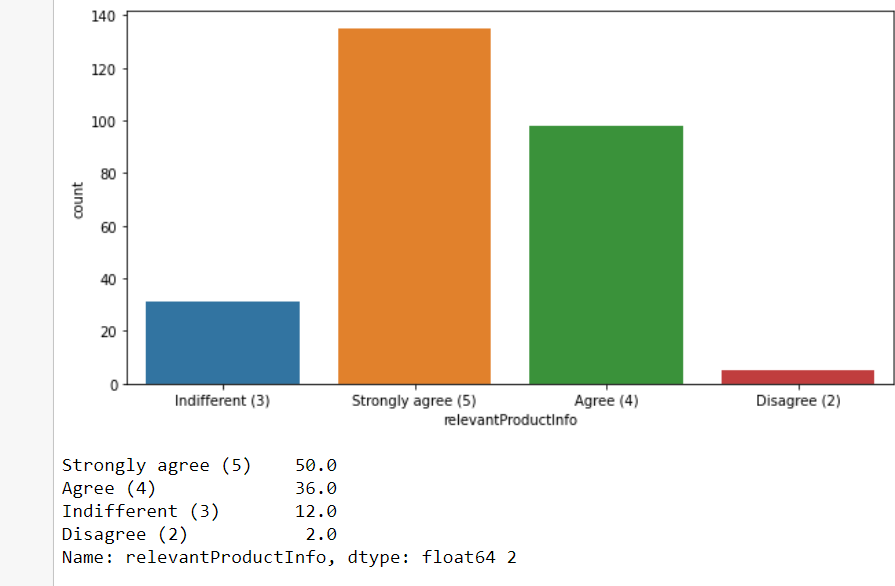 140
120
100
80
60
40
20
0
count
Indifferent (3) Strongly agree (5) Agree (4) Disagree (2)
relevantProductInfo
Strongly agree (5) 50.0
Agree (4) 36.0
Indifferent (3) 12.0
Disagree (2) 2.0
Name: relevantProductInfo, dtype: float64 2